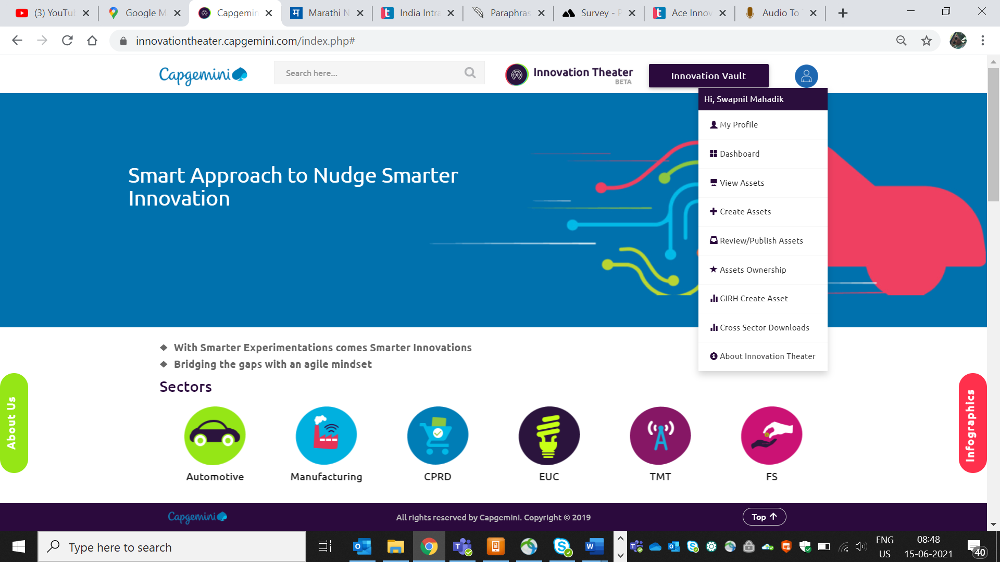 (3) YouTu
Google M
Capgemin
Marathi N
India Intra
Paraphras
Survey - P
Ace Innov
Audio To
innovationtheater.capgemini.com/index.php#
Capgemini
Search here...
Innovation Theater
BETA
Innovation Vault
Hi, Swapnil Mahadik
My Profile
Dashboard
View Assets
Create Assets
Review/Publish Assets
Assets Ownership
GIRH Create Asset
Cross Sector Downloads
About Innovation Theater
Smart Approach to Nudge Smarter
Innovation
With Smarter Experimentations comes Smarter Innovations
Bridging the gaps with an agile mindset
Sectors
About Us
Infographics
Automotive
Manufacturing
CPRD
EUC
TMT
FS
Capgemini
All rights reserved by Capgemini. Copyright © 2019
Top
Type here to search
ENG
US
08:48
15-06-2021
40